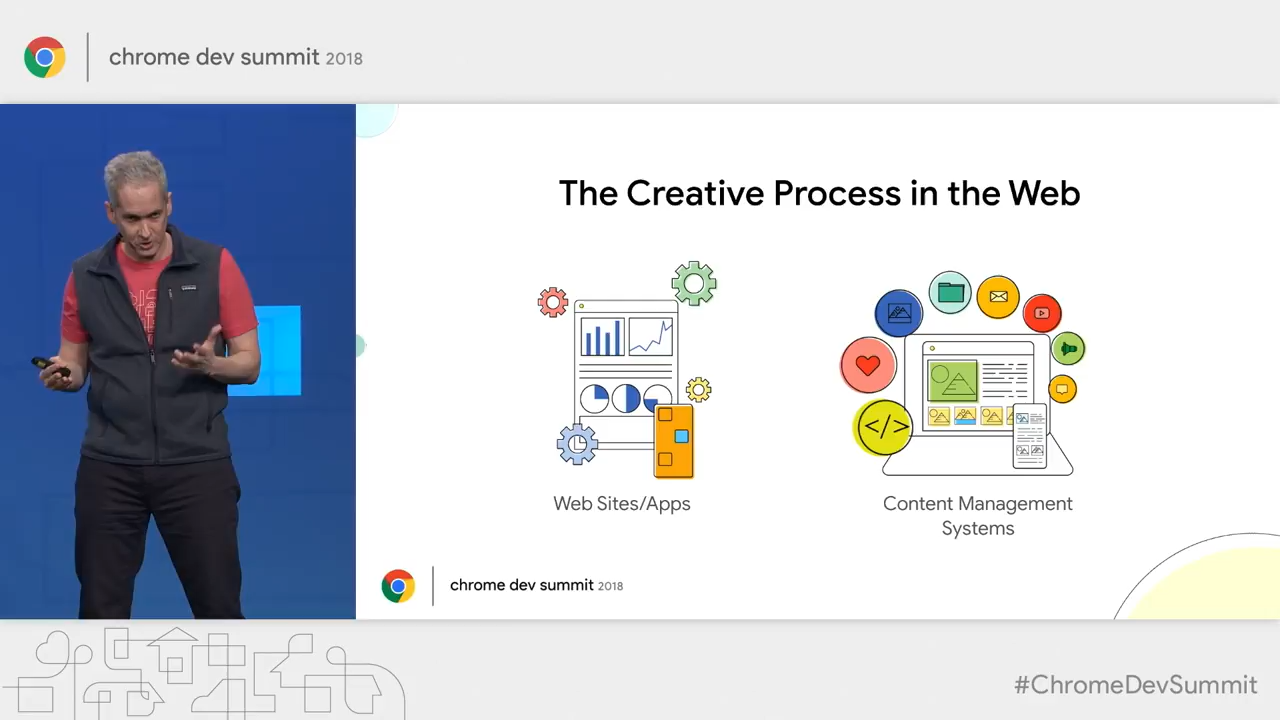 chrome dev summit 2018
The Creative Process in the Web
</>
Web Sites/Apps
Content Management
Systems
chrome dev summit 2018
#ChromeDevSummit